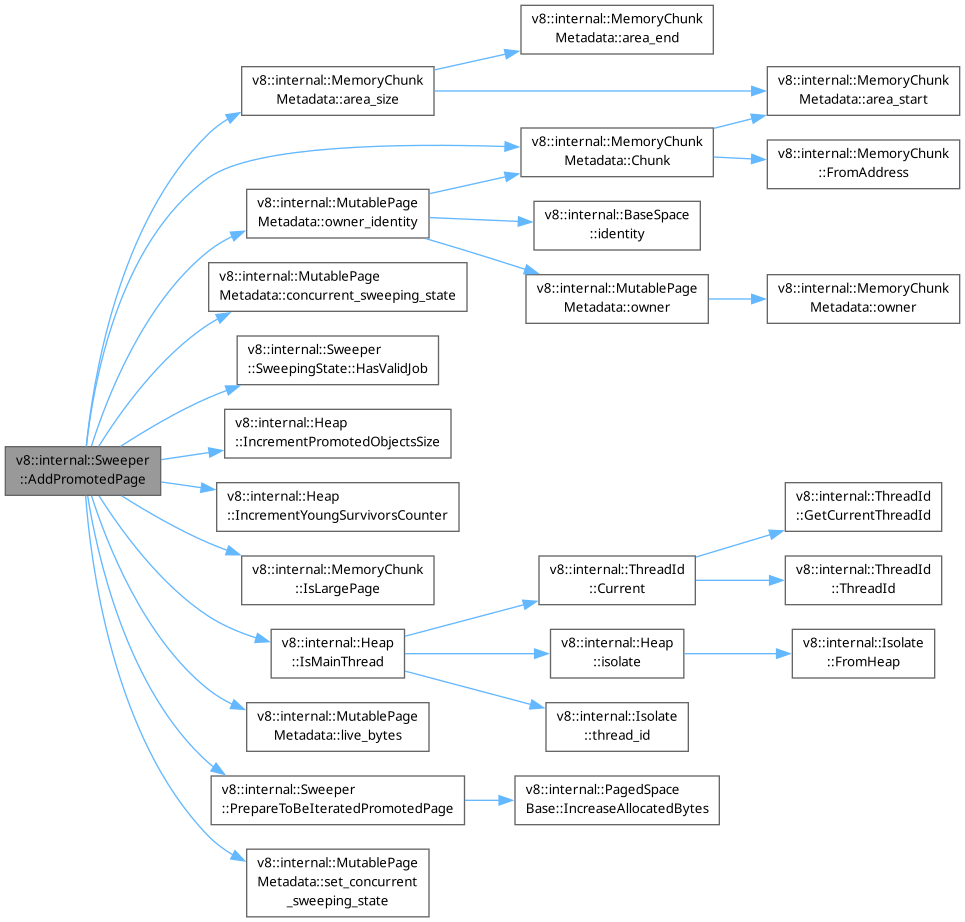 v8::internal::MemoryChunk
Metadata::area_end
v8::internal::MemoryChunk
Metadata::area_size
v8::internal::MemoryChunk
Metadata::area_start
v8::internal::MemoryChunk
Metadata::Chunk
v8::internal::MemoryChunk
::FromAddress
v8::internal::MutablePage
Metadata::owner_identity
v8::internal::BaseSpace
::identity
v8::internal::MutablePage
Metadata::concurrent_sweeping_state
v8::internal::MutablePage
Metadata::owner
v8::internal::MemoryChunk
Metadata::owner
v8::internal::Sweeper
::SweepingState::HasValidJob
v8::internal::Heap
::IncrementPromotedObjectsSize
v8::internal::Sweeper
::AddPromotedPage
v8::internal::Heap
::IncrementYoungSurvivorsCounter
v8::internal::ThreadId
::GetCurrentThreadId
v8::internal::MemoryChunk
::IsLargePage
v8::internal::ThreadId
::Current
v8::internal::ThreadId
::ThreadId
v8::internal::Heap
::IsMainThread
v8::internal::Heap
::isolate
v8::internal::Isolate
::FromHeap
v8::internal::MutablePage
Metadata::live_bytes
v8::internal::Isolate
::thread_id
v8::internal::Sweeper
::PrepareToBeIteratedPromotedPage
v8::internal::PagedSpace
Base::IncreaseAllocatedBytes
v8::internal::MutablePage
Metadata::set_concurrent
_sweeping_state